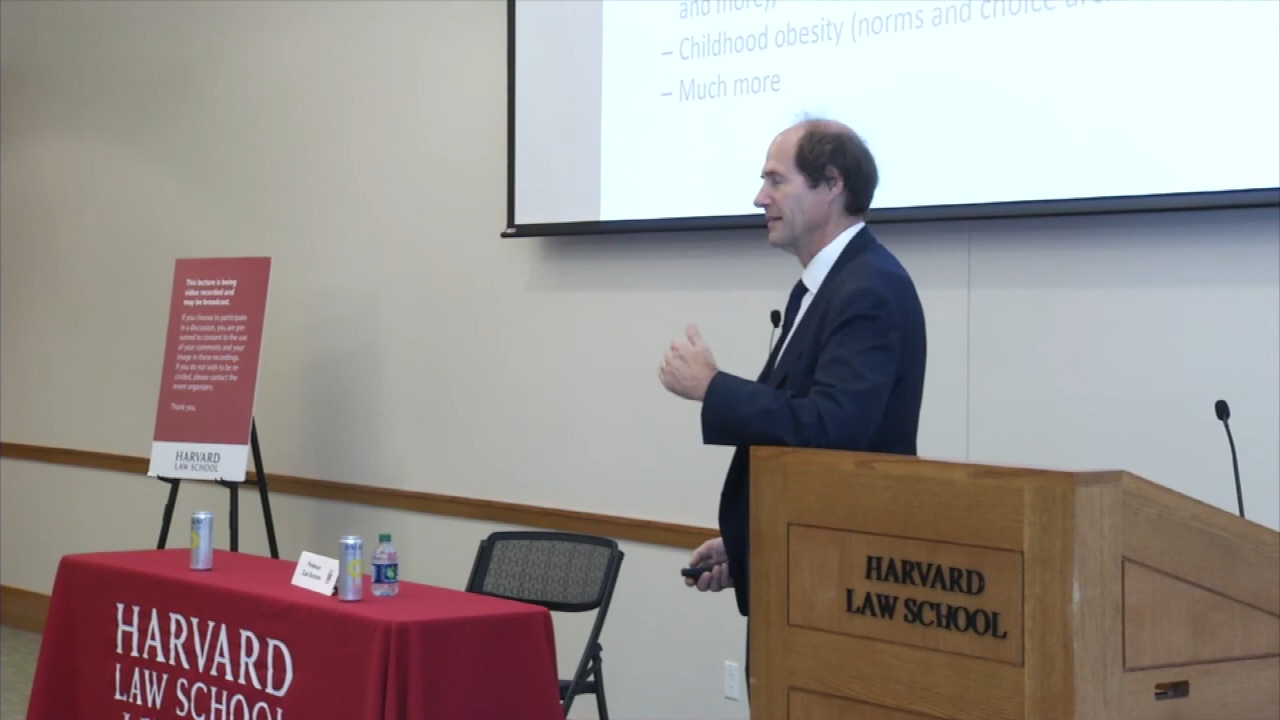 and more),
– Childhood obesity (norms and choice
– Much more
This lecture is being
video recorded and
may be broadcast.
If you choose to participate
in a discussion, you are pre-
sumed to consent to the use
of your comments and your
image in these recordings.
If you do not wish to be re-
corded, please contact the
event organizers.
Thank you.
HARVARD
LAW SCHOOL
Professor
HARVARD
LAW SCHOOL
HARVARD
LAW SCHOOL